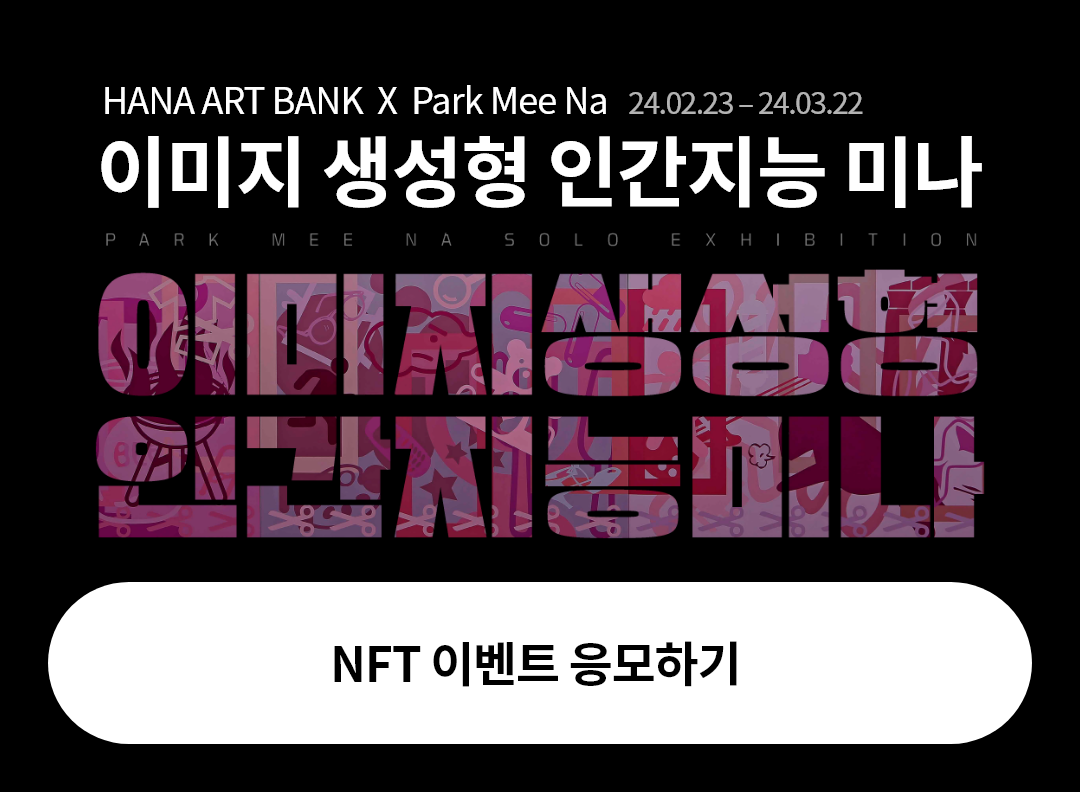 HANA ART BANK X Park Mee Na 24.02.23 – 24.03.22
이미지 생성형 인간지능 미나
PARK MEE NA SOLO EXHIBITION
이미지생성형
인간지능미나
NFT 이벤트 응모하기